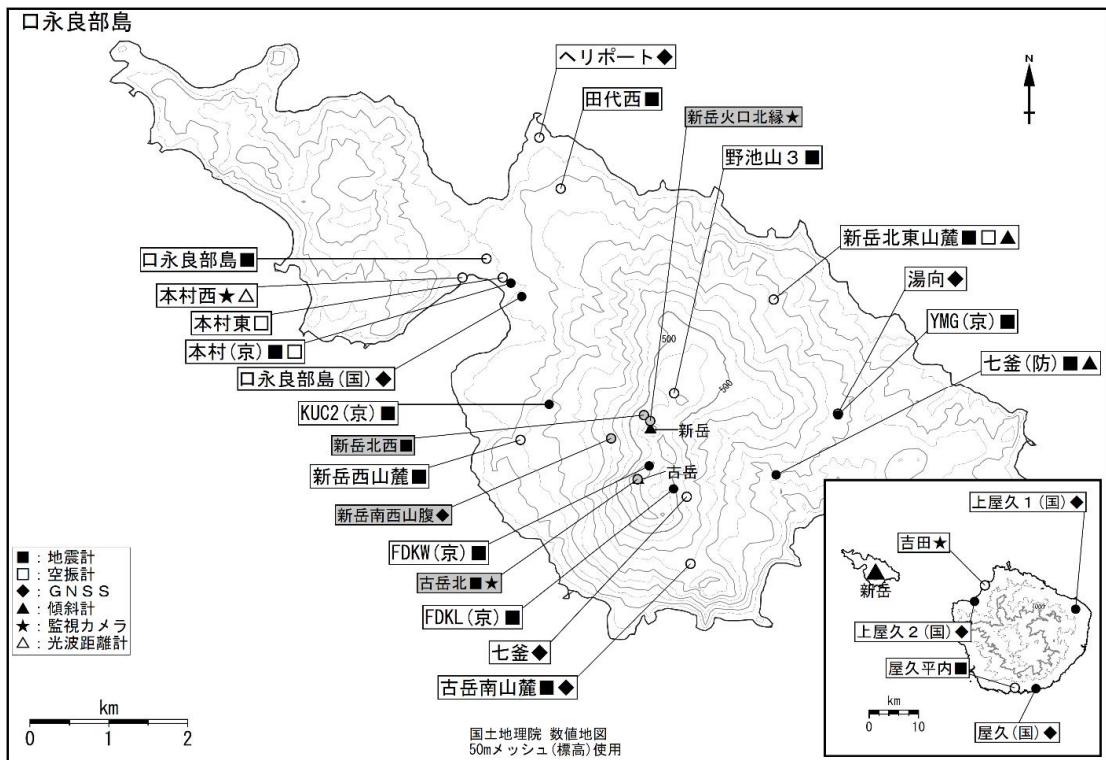 口永良部島
ヘリポート◆
田代西■
新岳火口北縁★
野池山3■
N
新岳北東山麓■□▲
口永良部島■
湯向◆
本村西★△
本村東□
YMG(京)■
本村(京)■□
500
七釜(防)■▲
口永良部島(国)◆
500
KUC2(京)■
新岳北西■
新岳
新岳西山麓■
古岳
新岳南西山腹◆
FDKW(京)■
古岳北■★
FDKL(京)■
七釜◆
古岳南山麓■◆
■:地震計
□:空振計
◆:GNSS
▲:傾斜計
★:監視カメラ
△:光波距離計
km
0 1 2
国土地理院 数値地図
50mメッシュ(標高)使用
上屋久1(国)◆
吉田★
新岳
上屋久2(国)◆
屋久平内■
km
0 10
屋久(国)◆